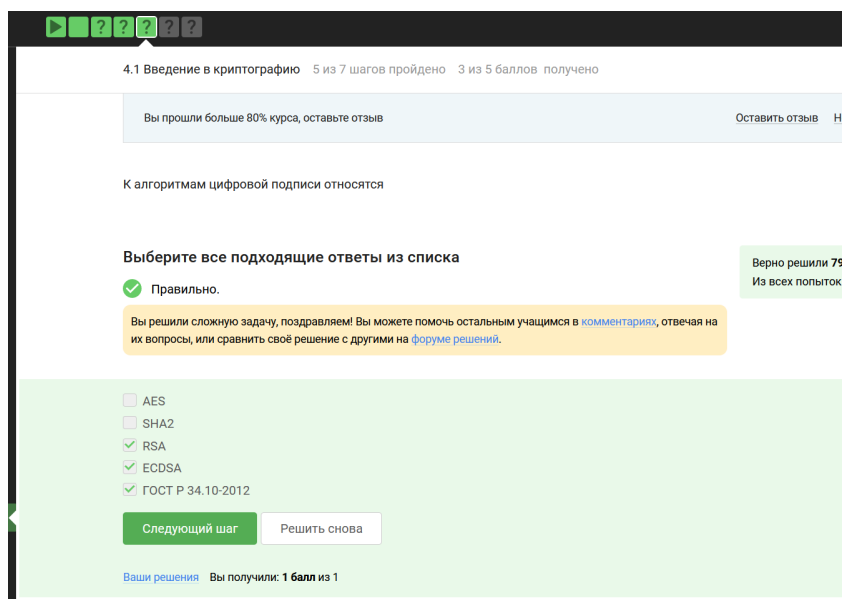 ? ? ? ? ?
4.1 Введение в криптографию 5 из 7 шагов пройдено 3 из 5 баллов получено
Вы прошли больше 80% курса, оставьте отзыв Оставить отзыв Н
К алгоритмам цифровой подписи относятся
Выберите все подходящие ответы из списка
Верно решили 79
Правильно.
Из всех попыток
Вы решили сложную задачу, поздравляем! Вы можете помочь остальным учащимся в комментариях, отвечая на
их вопросы, или сравнить своё решение с другими на форуме решений.
AES
SHA2
RSA
ECDSA
ГОСТ Р 34.10-2012
Следующий шаг Решить снова
Ваши решения Вы получили: 1 балл из 1